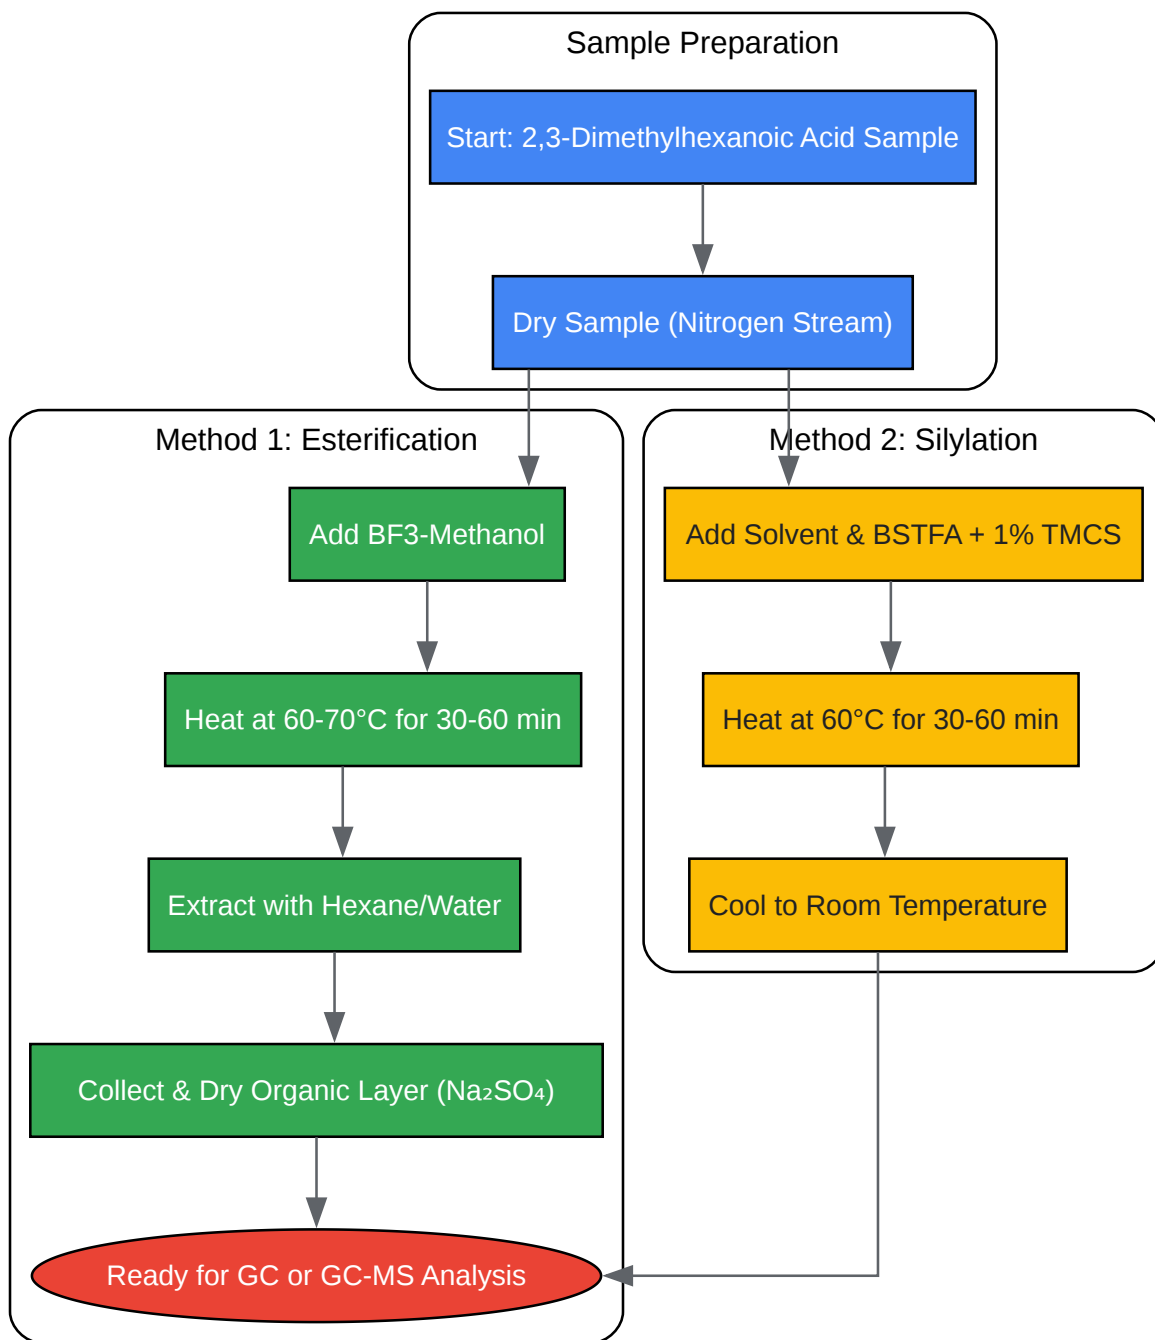 Sample Preparation
Start: 2,3-Dimethylhexanoic Acid Sample
Dry Sample (Nitrogen Stream)
Method 1: Esterification
Add BF3-Methanol
Heat at 60-70°C for 30-60 min
Extract with Hexane/Water
Collect & Dry Organic Layer (Na₂SO₄)
Ready for GC or GC-MS Analysis
Method 2: Silylation
Add Solvent & BSTFA + 1% TMCS
Heat at 60°C for 30-60 min
Cool to Room Temperature